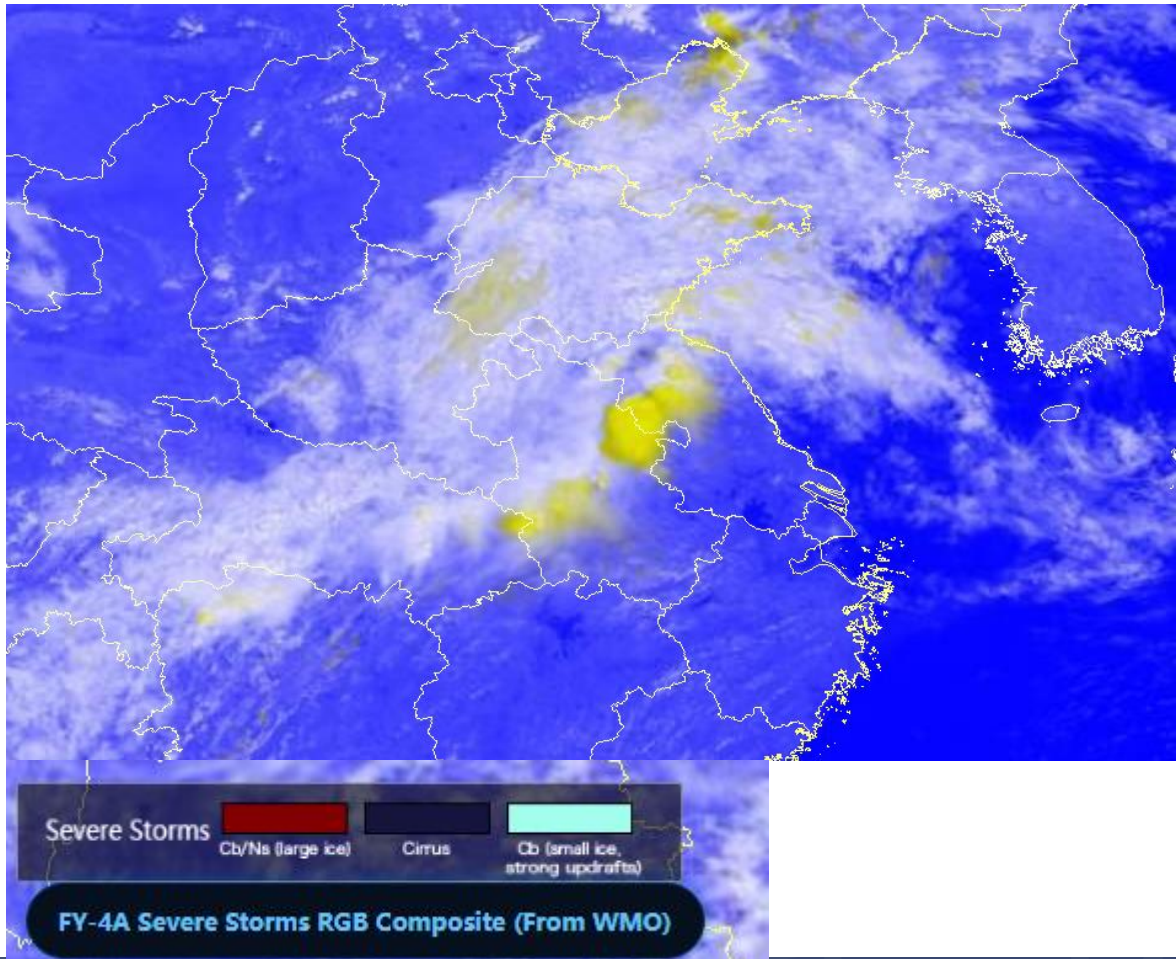 Severe Storms
Cb/Ns (large ice)
Cirrus
Cb (small ice,
strong updrafts)
FY-4A Severe Storms RGB Composite (From WMO)